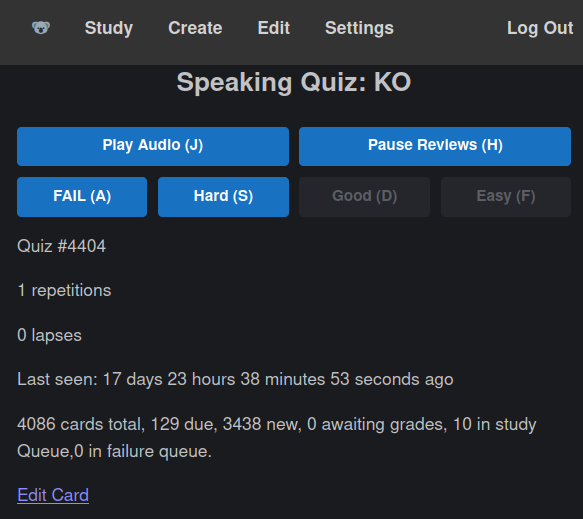 Study Create Edit Settings Log Out
Speaking Quiz: KO
Play Audio (J) Pause Reviews (H)
FAIL (A) Hard (S) Good (D) Easy (F)
Quiz #4404
1 repetitions
0 lapses
Last seen: 17 days 23 hours 38 minutes 53 seconds ago
4086 cards total, 129 due, 3438 new, 0 awaiting grades, 10 in study
Queue,0 in failure queue.
Edit Card